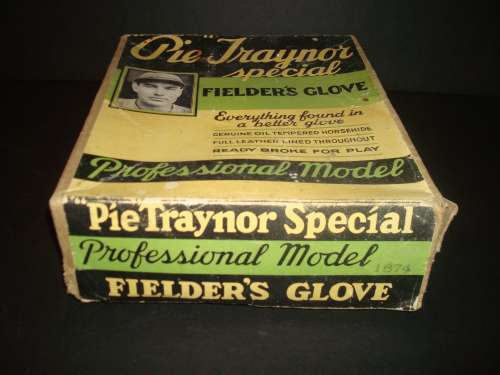 "Pie" Traynor
special
FIELDER'S GLOVE
Everything found in
a better glove
GENUINE OIL TEMPERED HORSEHIDE
FULL LEATHER LINED THROUGHOUT
READY BROKE FOR PLAY
Professional Model
"Pie" Traynor Special
Professional Model
1874
FIELDER'S GLOVE